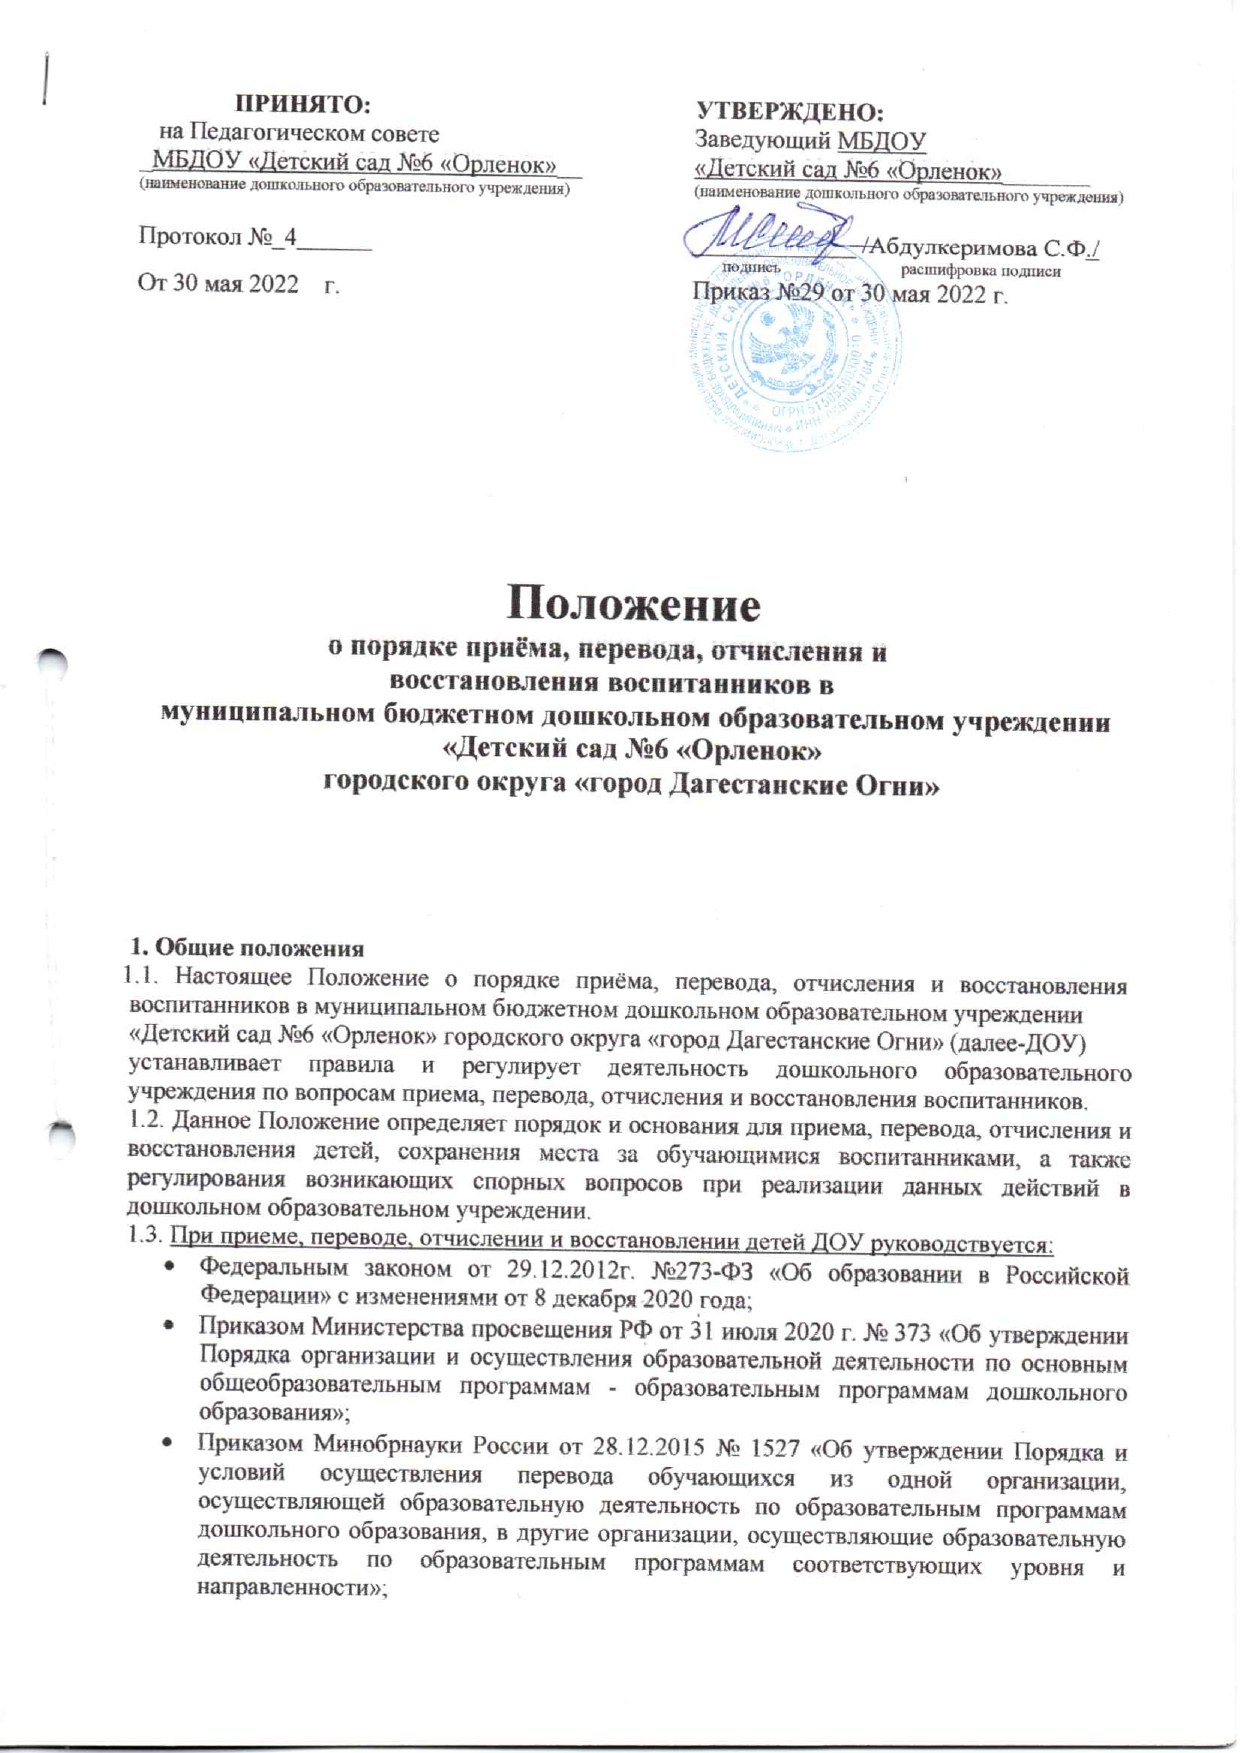 ПРИНЯТО:
на Педагогическом совете
_МБДОУ «Детский сад №6 «Орленок»__
(наименование дошкольного образовательного учреждения)
Протокол №_4______
От 30 мая 2022 г.
УТВЕРЖДЕНО:
Заведующий МБДОУ
«Детский сад №6 «Орленок»_______
(наименование дошкольного образовательного учреждения)
/Абдулкеримова С.Ф./
подпись расшифровка подписи
Приказ №29 от 30 мая 2022 г.
ДЕТСКИЙ САД №6 «ОРЛЕНОК»
Положение
о порядке приёма, перевода, отчисления и
восстановления воспитанников в
муниципальном бюджетном дошкольном образовательном учреждении
«Детский сад №6 «Орленок»
городского округа «город Дагестанские Огни»
1. Общие положения
1.1. Настоящее Положение о порядке приёма, перевода, отчисления и восстановления
воспитанников в муниципальном бюджетном дошкольном образовательном учреждении
«Детский сад №6 «Орленок» городского округа «город Дагестанские Огни» (далее-ДОУ)
устанавливает правила и регулирует деятельность дошкольного образовательного
учреждения по вопросам приема, перевода, отчисления и восстановления воспитанников.
1.2. Данное Положение определяет порядок и основания для приема, перевода, отчисления и
восстановления детей, сохранения места за обучающимися воспитанниками, а также
регулирования возникающих спорных вопросов при реализации данных действий в
дошкольном образовательном учреждении.
1.3. При приеме, переводе, отчислении и восстановлении детей ДОУ руководствуется:
• Федеральным законом от 29.12.2012г. №273-ФЗ «Об образовании в Российской
Федерации» с изменениями от 8 декабря 2020 года;
• Приказом Министерства просвещения РФ от 31 июля 2020 г. № 373 «Об утверждении
Порядка организации и осуществления образовательной деятельности по основным
общеобразовательным программам - образовательным программам дошкольного
образования»;
• Приказом Минобрнауки России от 28.12.2015 № 1527 «Об утверждении Порядка и
условий осуществления перевода обучающихся из одной организации,
осуществляющей образовательную деятельность по образовательным программам
дошкольного образования, в другие организации, осуществляющие образовательную
деятельность по образовательным программам соответствующих уровня и
направленности»;